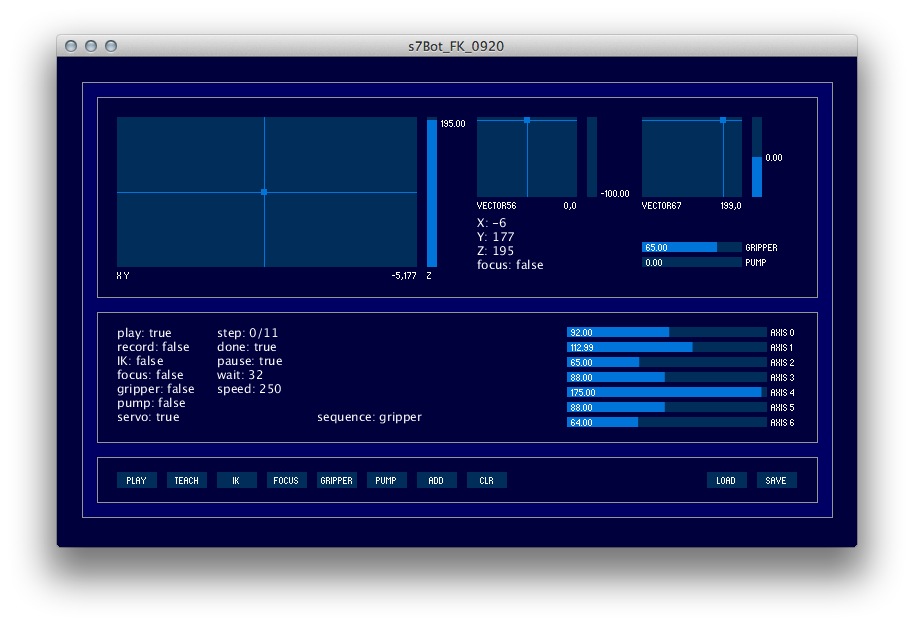 s7Bot_FK_0920
195.00
XY
-5,177
Z
-100.00
VECTOR56
0,0
0.00
VECTOR67
199,0
X: -6
Y: 177
Z: 195
focus: false
65.00 GRIPPER
0.00 PUMP
play: true
record: false
IK: false
focus: false
gripper: false
pump: false
servo: true
step: 0/11
done: true
pause: true
wait: 32
speed: 250
sequence: gripper
92.00 AXIS 0
112.99 AXIS 1
65.00 AXIS 2
88.00 AXIS 3
175.00 AXIS 4
88.00 AXIS 5
64.00 AXIS 6
PLAY
TEACH
IK
FOCUS
GRIPPER
PUMP
ADD
CLR
LOAD
SAVE